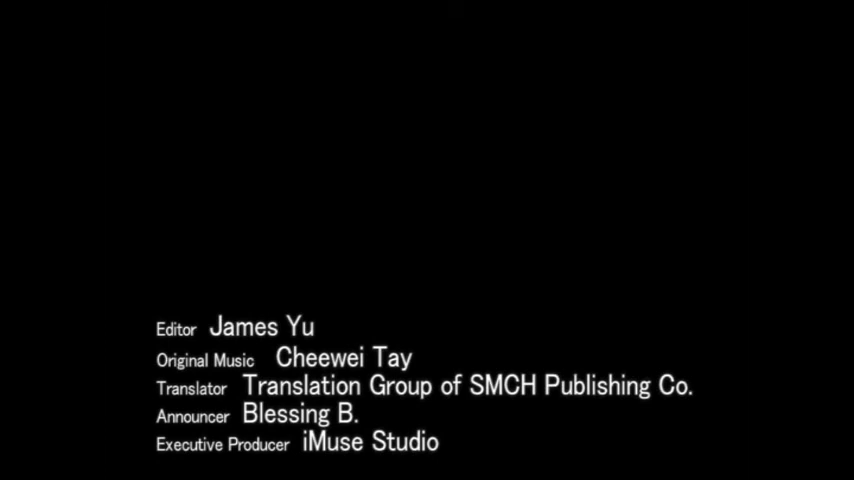 Editor James Yu
Original Music Cheewei Tay
Translator Translation Group of SMCH Publishing Co.
Announcer Blessing B.
Executive Producer iMuse Studio